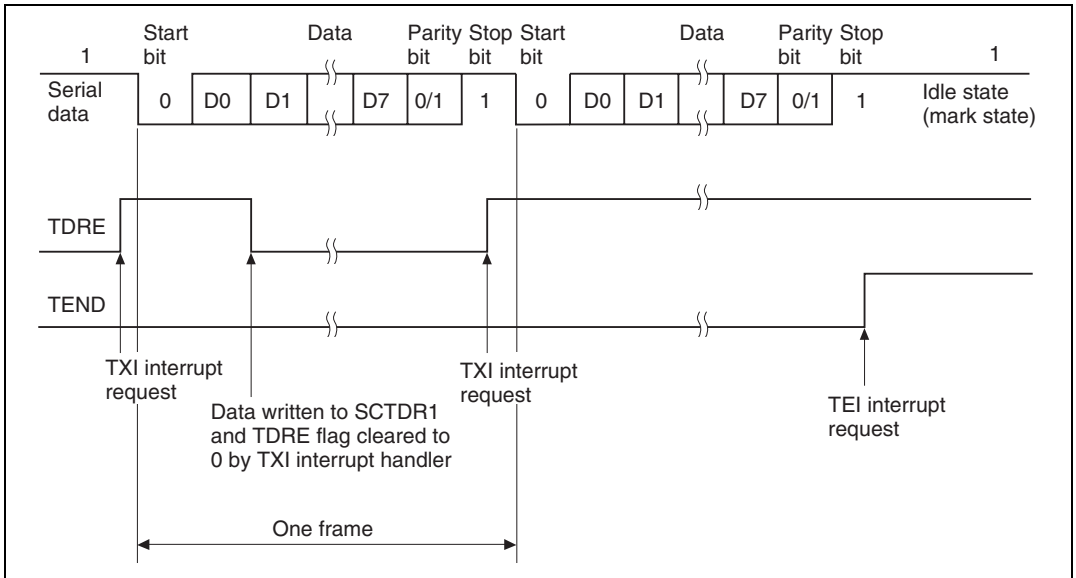 Start bit Data Parity bit Stop bit Start bit Data Parity bit Stop bit
1 1
Serial data 0 D0 D1 D7 0/1 1 0 D0 D1 D7 0/1 1 Idle state (mark state)
TDRE
TEND
TXI interrupt request
TXI interrupt request
Data written to SCTDR1
and TDRE flag cleared to
0 by TXI interrupt handler
TEI interrupt request
One frame